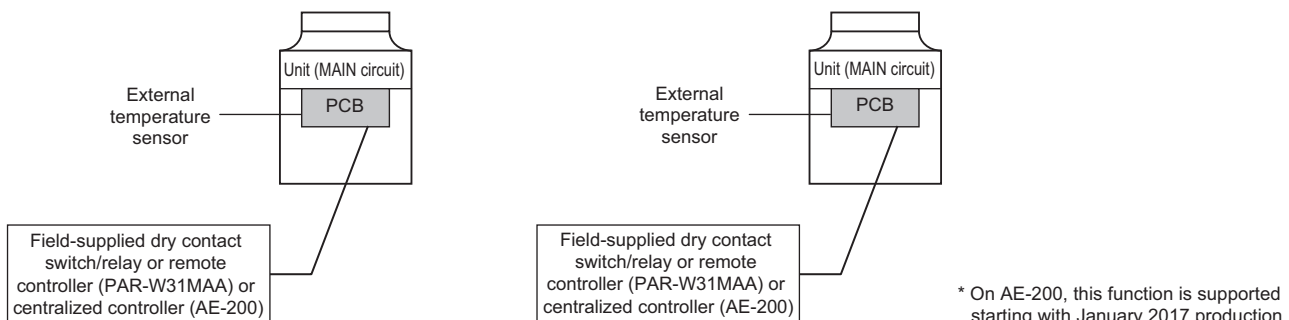 Unit (MAIN circuit)
PCB
External
temperature
sensor
Field-supplied dry contact
switch/relay or remote
controller (PAR-W31MAA) or
centralized controller (AE-200)
Unit (MAIN circuit)
PCB
External
temperature
sensor
Field-supplied dry contact
switch/relay or remote
controller (PAR-W31MAA) or
centralized controller (AE-200)
* On AE-200, this function is supported
starting with January 2017 production